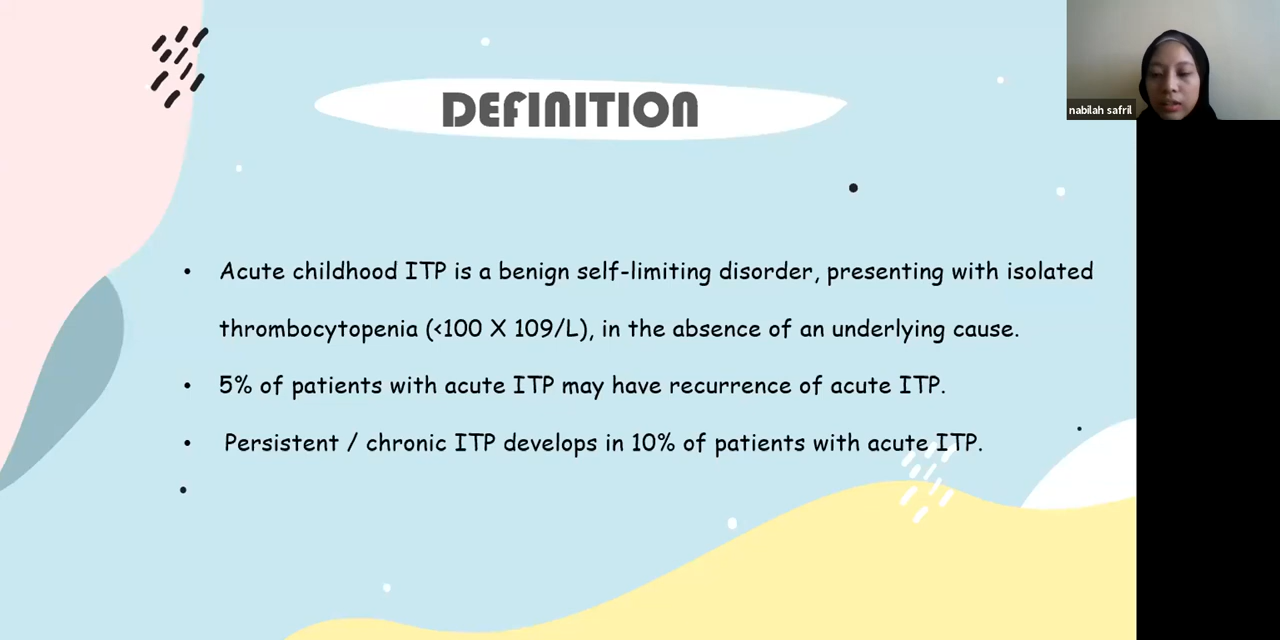 DEFINITION
nabilah safril
• Acute childhood ITP is a benign self-limiting disorder, presenting with isolated
thrombocytopenia (<100 X 109/L), in the absence of an underlying cause.
• 5% of patients with acute ITP may have recurrence of acute ITP.
• Persistent / chronic ITP develops in 10% of patients with acute ITP.
•